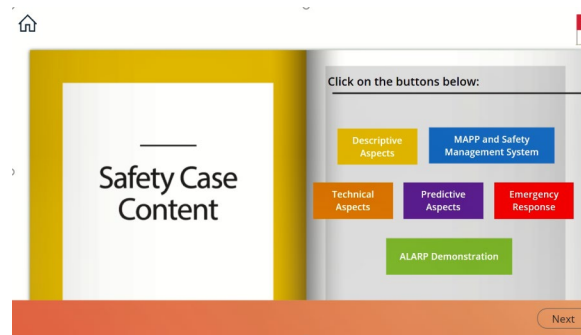 Safety Case
Content
Click on the buttons below:
Descriptive
Aspects
MAPP and Safety
Management System
Technical
Aspects
Predictive
Aspects
Emergency
Response
ALARP Demonstration
Next